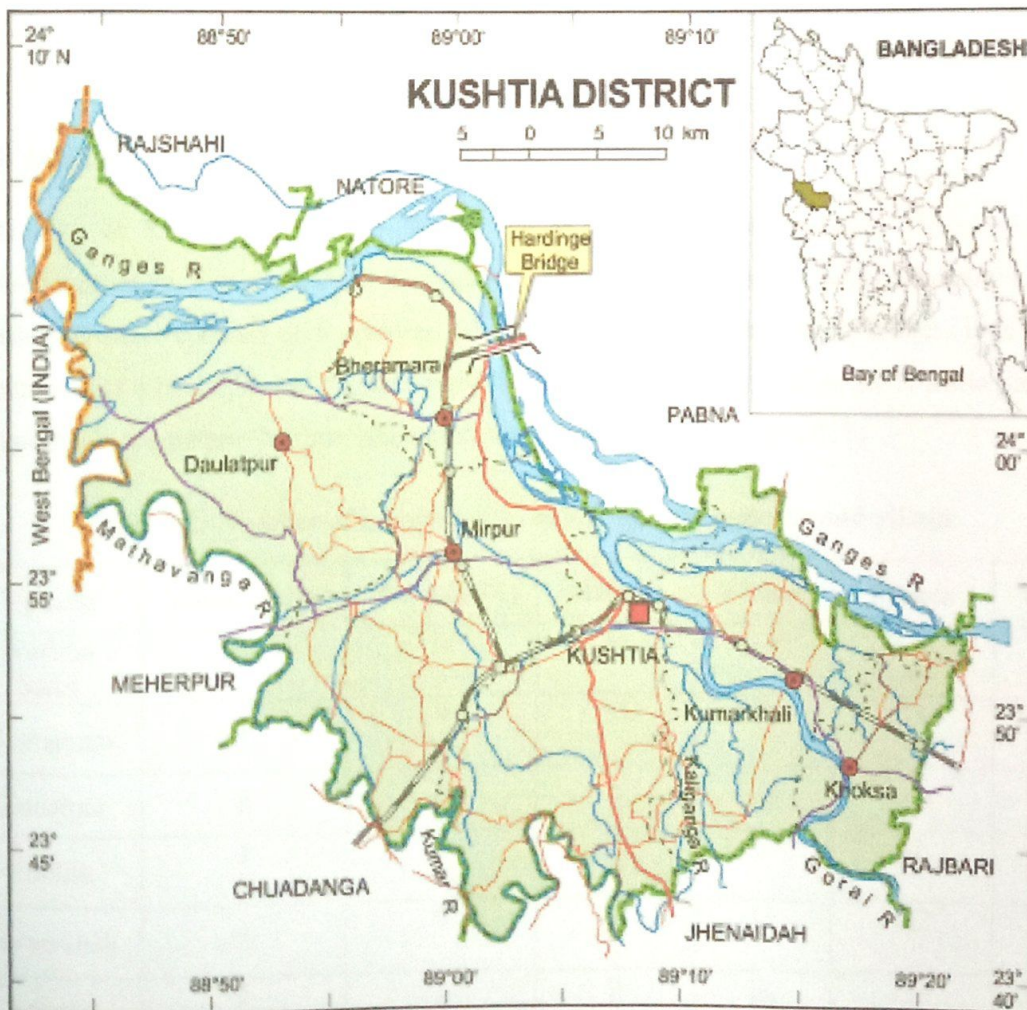 88°50'
89°00'
89°10'
24°
10' N
BANGLADESH
KUSHTIA DISTRICT
5 0 5 10 km
RAJSHAHI
NATORE
Hardinge
Bridge
Ganges R
Bheramara
Bay of Bengal
West Bengal (INDIA)
PABNA
24°
00'
Daulatpur
Mirpur
Mathavanga R
Ganges R
23°
55'
KUSHTIA
MEHERPUR
Kumarkhali
23°
50'
Khoksa
Kaliganga R
23°
45'
Kumar R
RAJBARI
CHUADANGA
Gorai R
JHENAIDAH
88°50'
89°00'
89°10'
89°20'
23°
40'